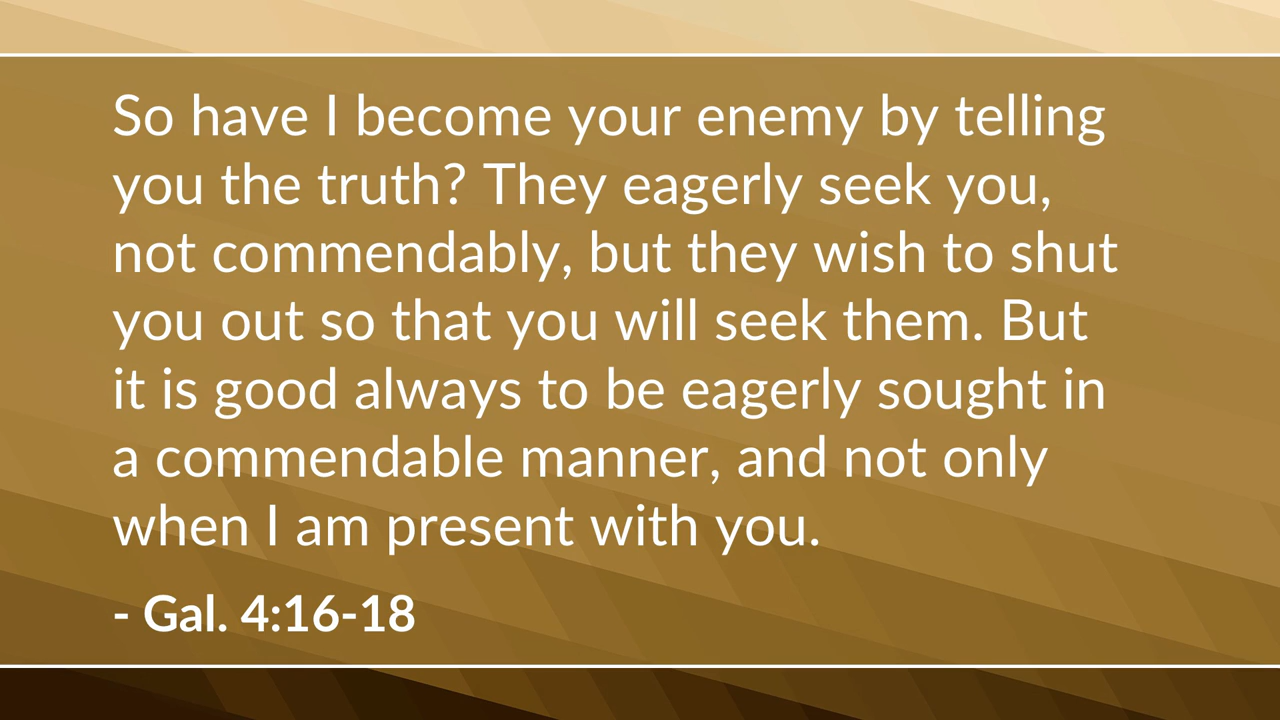 So have I become your enemy by telling
you the truth? They eagerly seek you,
not commendably, but they wish to shut
you out so that you will seek them. But
it is good always to be eagerly sought in
a commendable manner, and not only
when I am present with you.
- Gal. 4:16-18